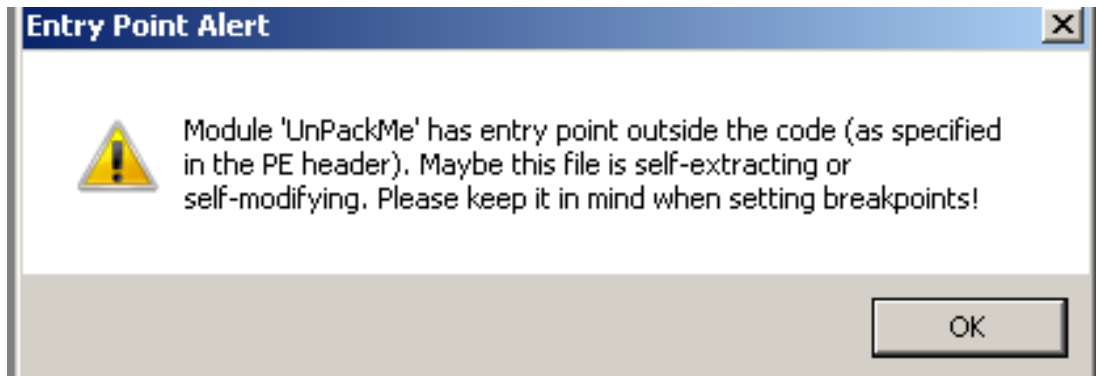 Entry Point Alert
Module 'UnPackMe' has entry point outside the code (as specified
in the PE header). Maybe this file is self-extracting or
self-modifying. Please keep it in mind when setting breakpoints!
OK